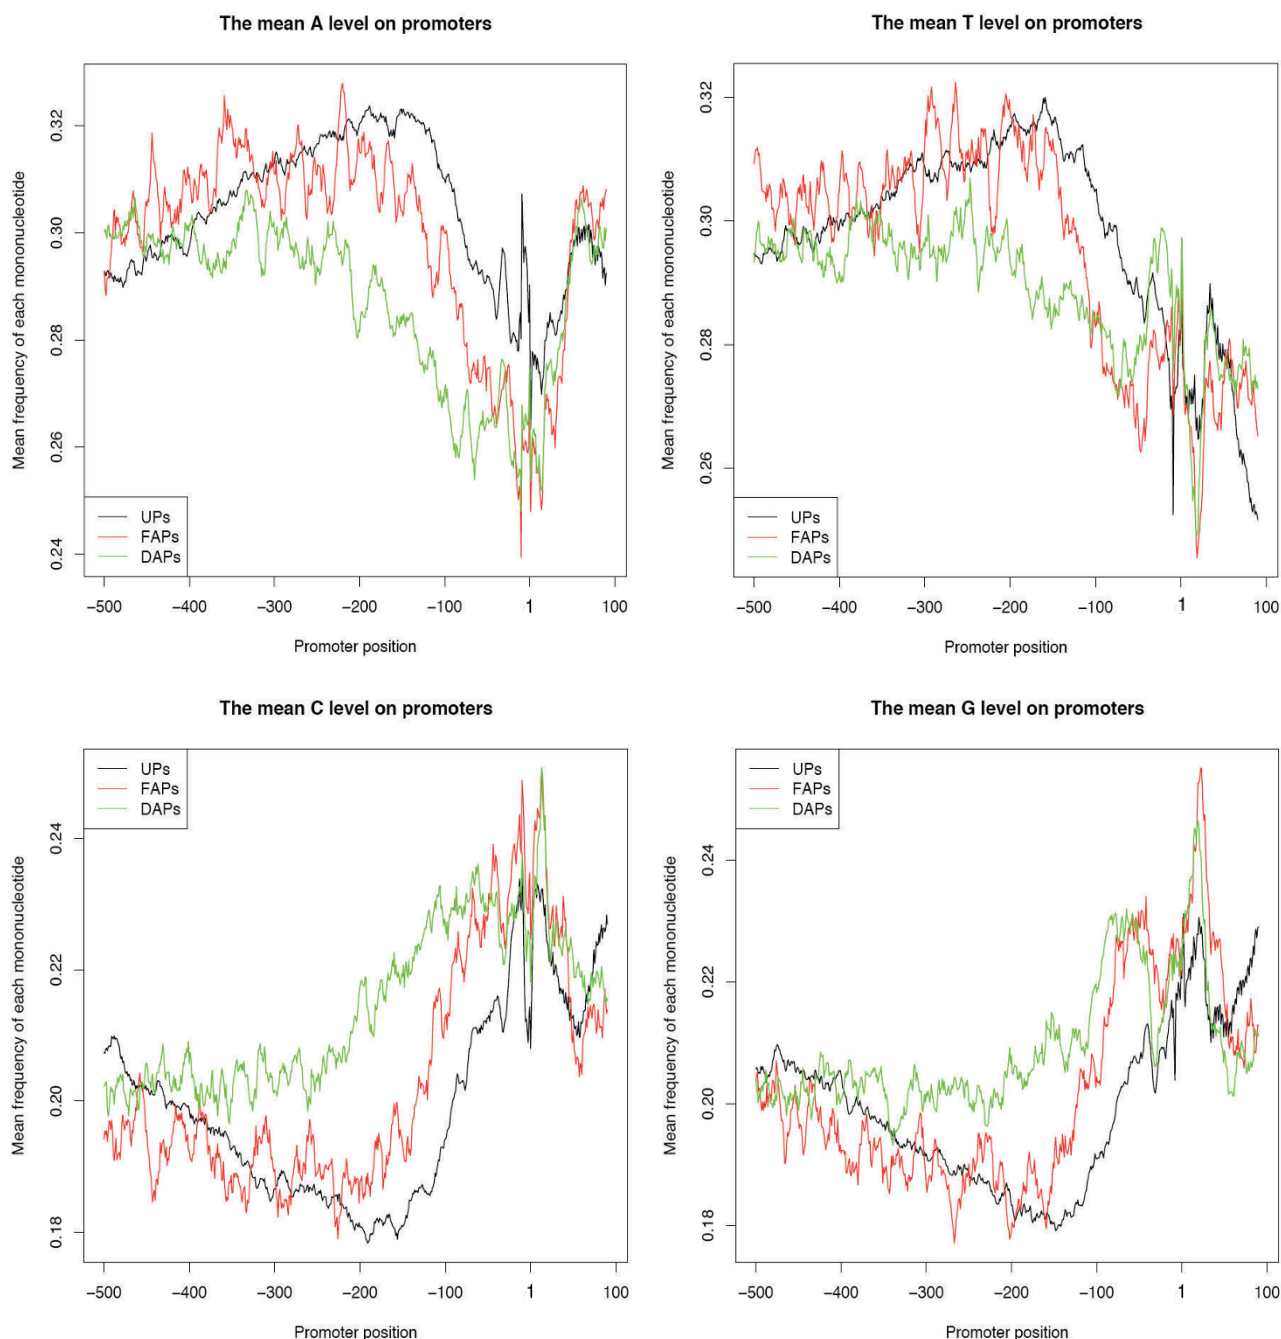 The mean A level on promoters
Mean frequency of each mononucleotide
0.32
0.30
0.28
0.26
0.24
UPs
FAPs
DAPs
−500 −400 −300 −200 −100 1 100
Promoter position
The mean T level on promoters
Mean frequency of each mononucleotide
0.32
0.30
0.28
0.26
UPs
FAPs
DAPs
−500 −400 −300 −200 −100 1 100
Promoter position
The mean C level on promoters
Mean frequency of each mononucleotide
UPs
FAPs
DAPs
0.24
0.22
0.20
0.18
−500 −400 −300 −200 −100 1 100
Promoter position
The mean G level on promoters
Mean frequency of each mononucleotide
UPs
FAPs
DAPs
0.24
0.22
0.20
0.18
−500 −400 −300 −200 −100 1 100
Promoter position